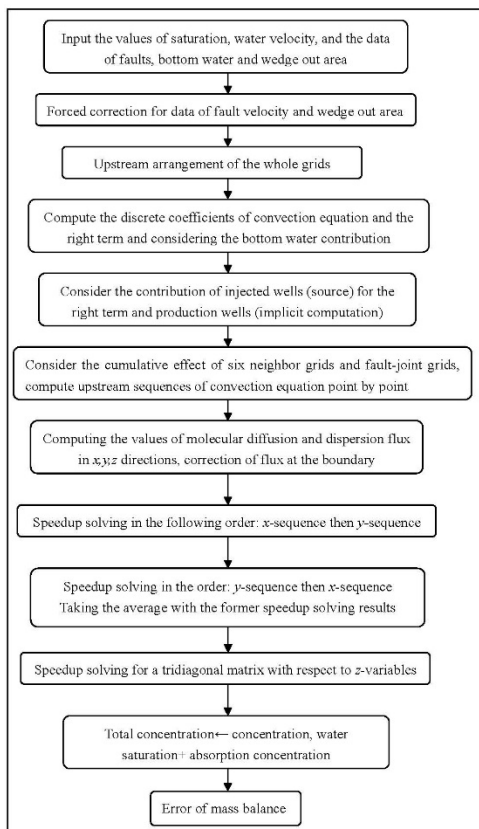 Input the values of saturation, water velocity, and the data
of faults, bottom water and wedge out area
Forced correction for data of fault velocity and wedge out area
Upstream arrangement of the whole grids
Compute the discrete coefficients of convection equation and the
right term and considering the bottom water contribution
Consider the contribution of injected wells (source) for the
right term and production wells (implicit computation)
Consider the cumulative effect of six neighbor grids and fault-joint grids,
compute upstream sequences of convection equation point by point
Computing the values of molecular diffusion and dispersion flux
in x,y,z directions, correction of flux at the boundary
Speedup solving in the following order: x-sequence then y-sequence
Speedup solving in the order: y-sequence then x-sequence
Taking the average with the former speedup solving results
Speedup solving for a tridiagonal matrix with respect to z-variables
Total concentration← concentration, water
saturation+ absorption concentration
Error of mass balance